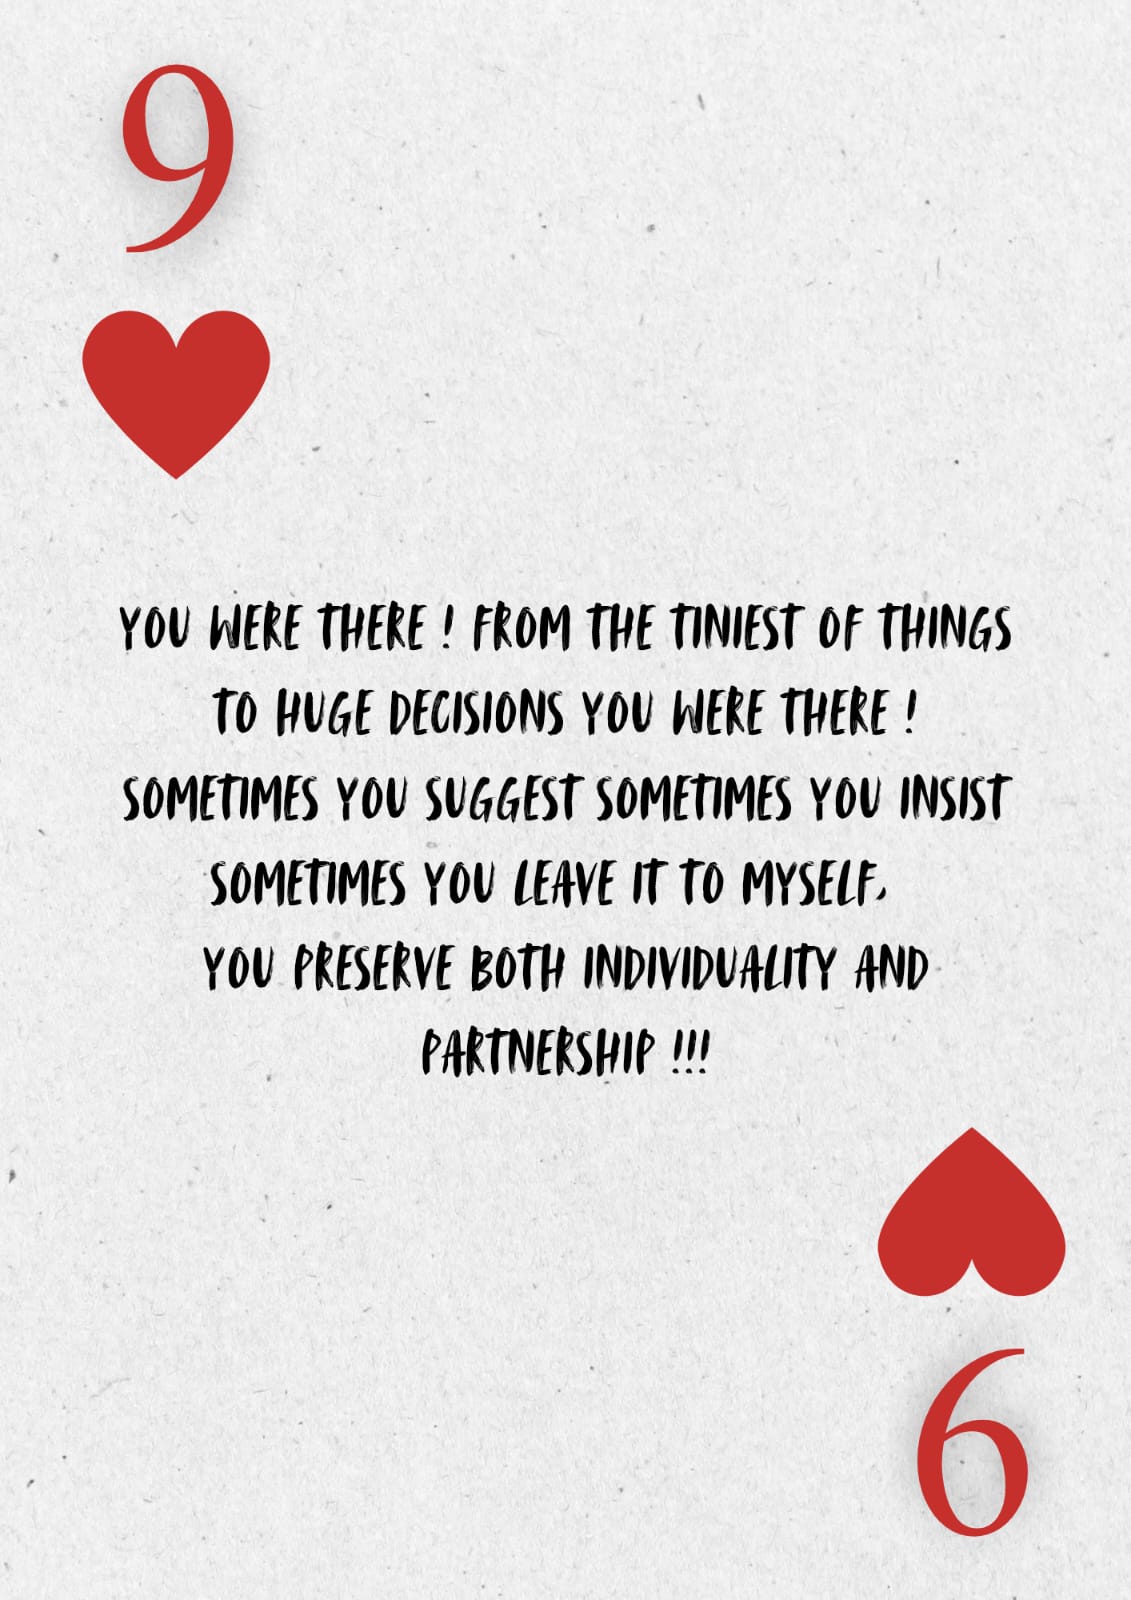 9
YOU WERE THERE ! FROM THE TINIEST OF THINGS
TO HUGE DECISIONS YOU WERE THERE !
SOMETIMES YOU SUGGEST SOMETIMES YOU INSIST
SOMETIMES YOU LEAVE IT TO MYSELF,
YOU PRESERVE BOTH INDIVIDUALITY AND
PARTNERSHIP !!!
9